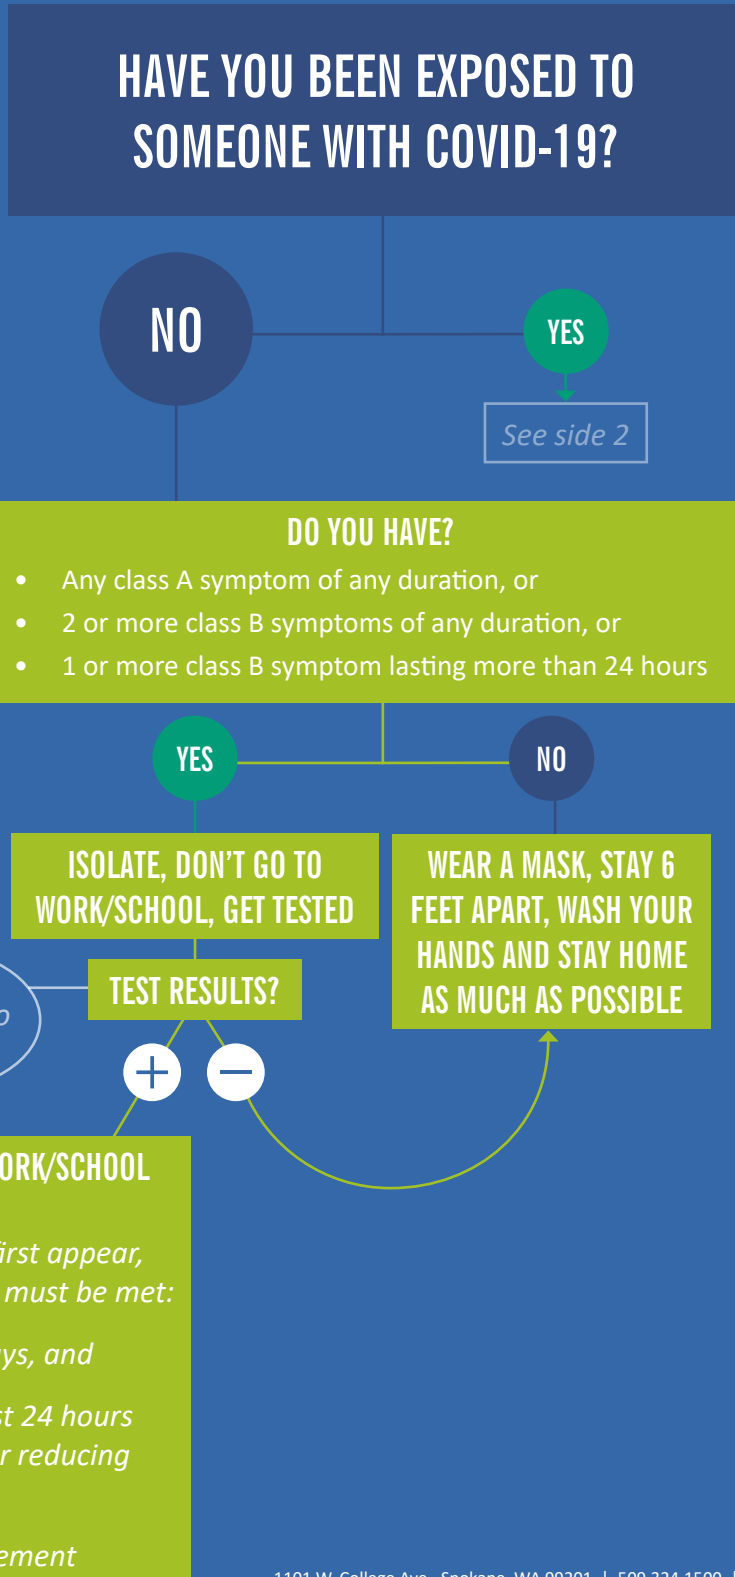 HAVE YOU BEEN EXPOSED TO
SOMEONE WITH COVID-19?
NO
YES
See side 2
DO YOU HAVE?
• Any class A symptom of any duration, or
• 2 or more class B symptoms of any duration, or
• 1 or more class B symptom lasting more than 24 hours
YES
NO
ISOLATE, DON'T GO TO
WORK/SCHOOL, GET TESTED
WEAR A MASK, STAY 6
FEET APART, WASH YOUR
HANDS AND STAY HOME
AS MUCH AS POSSIBLE
TEST RESULTS?
+
−
ORK/SCHOOL
first appear,
must be met:
ys, and
st 24 hours
r reducing
ement